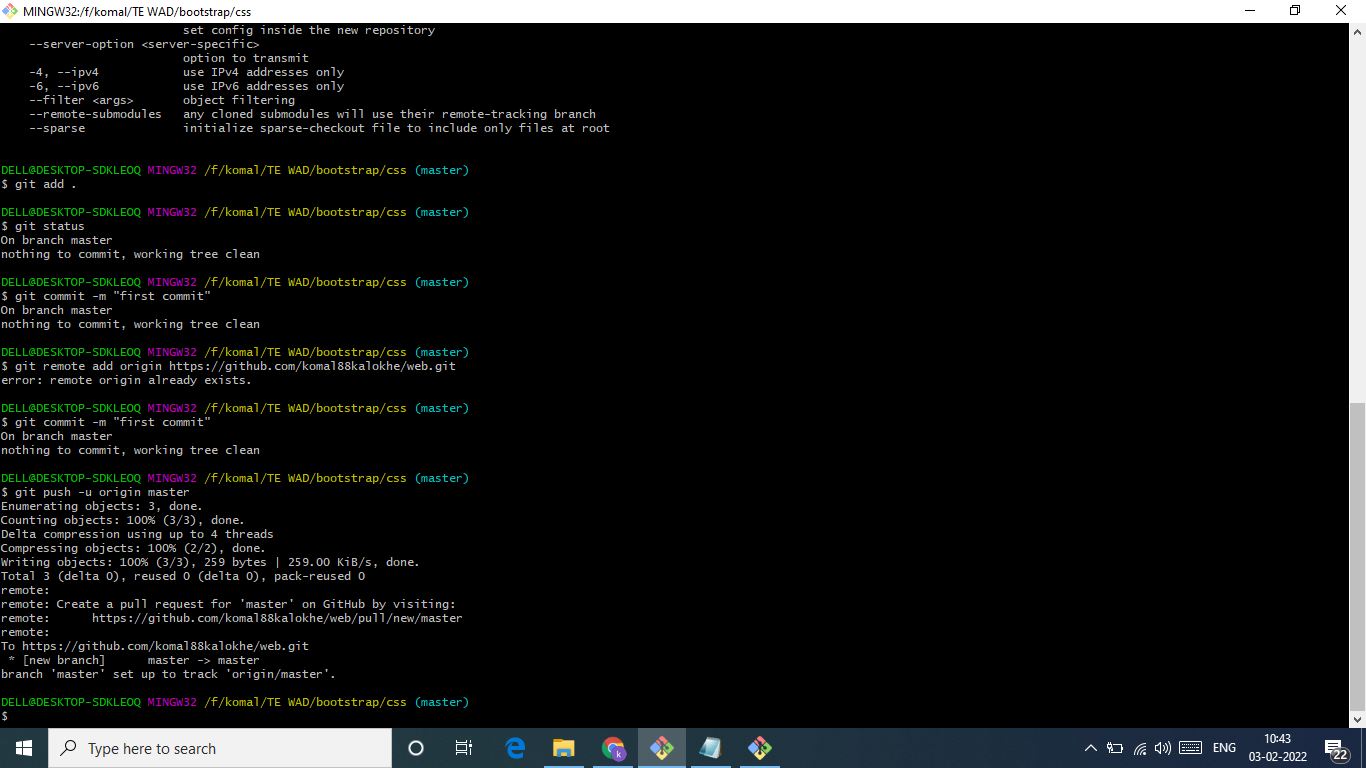 MINGW32:/f/komal/TE WAD/bootstrap/css
set config inside the new repository
--server-option <server-specific>
option to transmit
-4, --ipv4 use IPv4 addresses only
-6, --ipv6 use IPv6 addresses only
--filter <args> object filtering
--remote-submodules any cloned submodules will use their remote-tracking branch
--sparse initialize sparse-checkout file to include only files at root
DELL@DESKTOP-SDKLEOQ MINGW32 /f/komal/TE WAD/bootstrap/css (master)
$ git add .
DELL@DESKTOP-SDKLEOQ MINGW32 /f/komal/TE WAD/bootstrap/css (master)
$ git status
On branch master
nothing to commit, working tree clean
DELL@DESKTOP-SDKLEOQ MINGW32 /f/komal/TE WAD/bootstrap/css (master)
$ git commit -m "first commit"
On branch master
nothing to commit, working tree clean
DELL@DESKTOP-SDKLEOQ MINGW32 /f/komal/TE WAD/bootstrap/css (master)
$ git remote add origin https://github.com/komal88kalokhe/web.git
error: remote origin already exists.
DELL@DESKTOP-SDKLEOQ MINGW32 /f/komal/TE WAD/bootstrap/css (master)
$ git commit -m "first commit"
On branch master
nothing to commit, working tree clean
DELL@DESKTOP-SDKLEOQ MINGW32 /f/komal/TE WAD/bootstrap/css (master)
$ git push -u origin master
Enumerating objects: 3, done.
Counting objects: 100% (3/3), done.
Delta compression using up to 4 threads
Compressing objects: 100% (2/2), done.
Writing objects: 100% (3/3), 259 bytes | 259.00 KiB/s, done.
Total 3 (delta 0), reused 0 (delta 0), pack-reused 0
remote:
remote: Create a pull request for 'master' on GitHub by visiting:
remote: https://github.com/komal88kalokhe/web/pull/new/master
remote:
To https://github.com/komal88kalokhe/web.git
* [new branch] master -> master
branch 'master' set up to track 'origin/master'.
DELL@DESKTOP-SDKLEOQ MINGW32 /f/komal/TE WAD/bootstrap/css (master)
$
Type here to search
k
ENG
10:43
03-02-2022
22